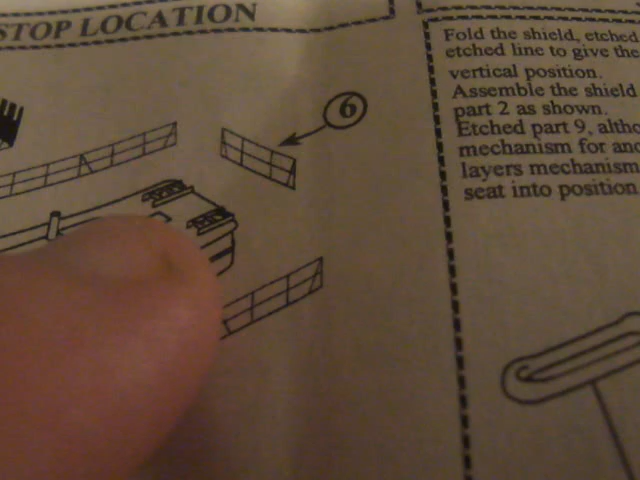 STOP LOCATION
6
Fold the shield, etched
etched line to give the
vertical position.
Assemble the shield
part 2 as shown.
Etched part 9, altho
mechanism for and
layers mechanism
seat into position